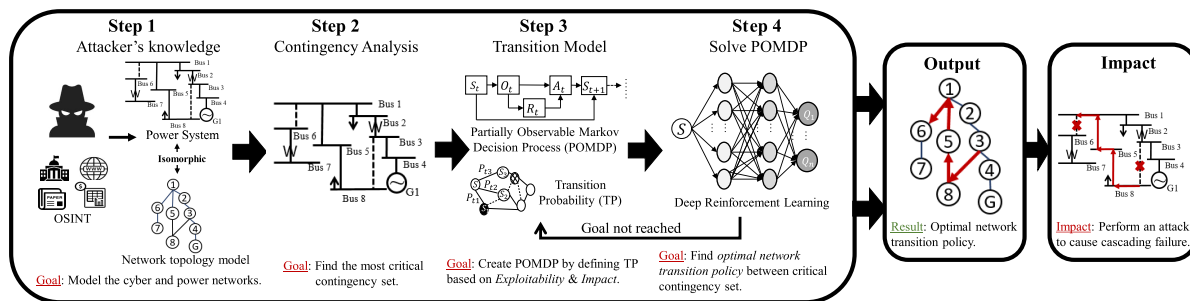 Step 1
Attacker's knowledge
Bus 1
Bus 2
Bus 6
Bus 3
Bus 5
Bus 4
Bus 7
G1
Bus 8
Power System
Isomorphic
PAPER
OSINT
1
2
6
5
3
7
4
8
G
Network topology model
Goal: Model the cyber and power networks.
Step 2
Contingency Analysis
Bus 1
Bus 2
Bus 6
Bus 3
Bus 5
Bus 4
Bus 7
G1
Bus 8
Goal: Find the most critical
contingency set.
Step 3
Transition Model
St Ot At St+1
Rt
Partially Observable Markov
Decision Process (POMDP)
Pt3
Pt2
Pt1
Transition
Probability (TP)
Goal: Create POMDP by defining TP
based on Exploitability & Impact.
Step 4
Solve POMDP
S
Deep Reinforcement Learning
Goal not reached
Goal: Find optimal network
transition policy between critical
contingency set.
Output
1
2
6
5
3
7
4
8
G
Result: Optimal network
transition policy.
Impact
Bus 1
Bus 2
Bus 6
Bus 3
Bus 5
Bus 4
Bus 7
G1
Bus 8
Impact: Perform an attack
to cause cascading failure.